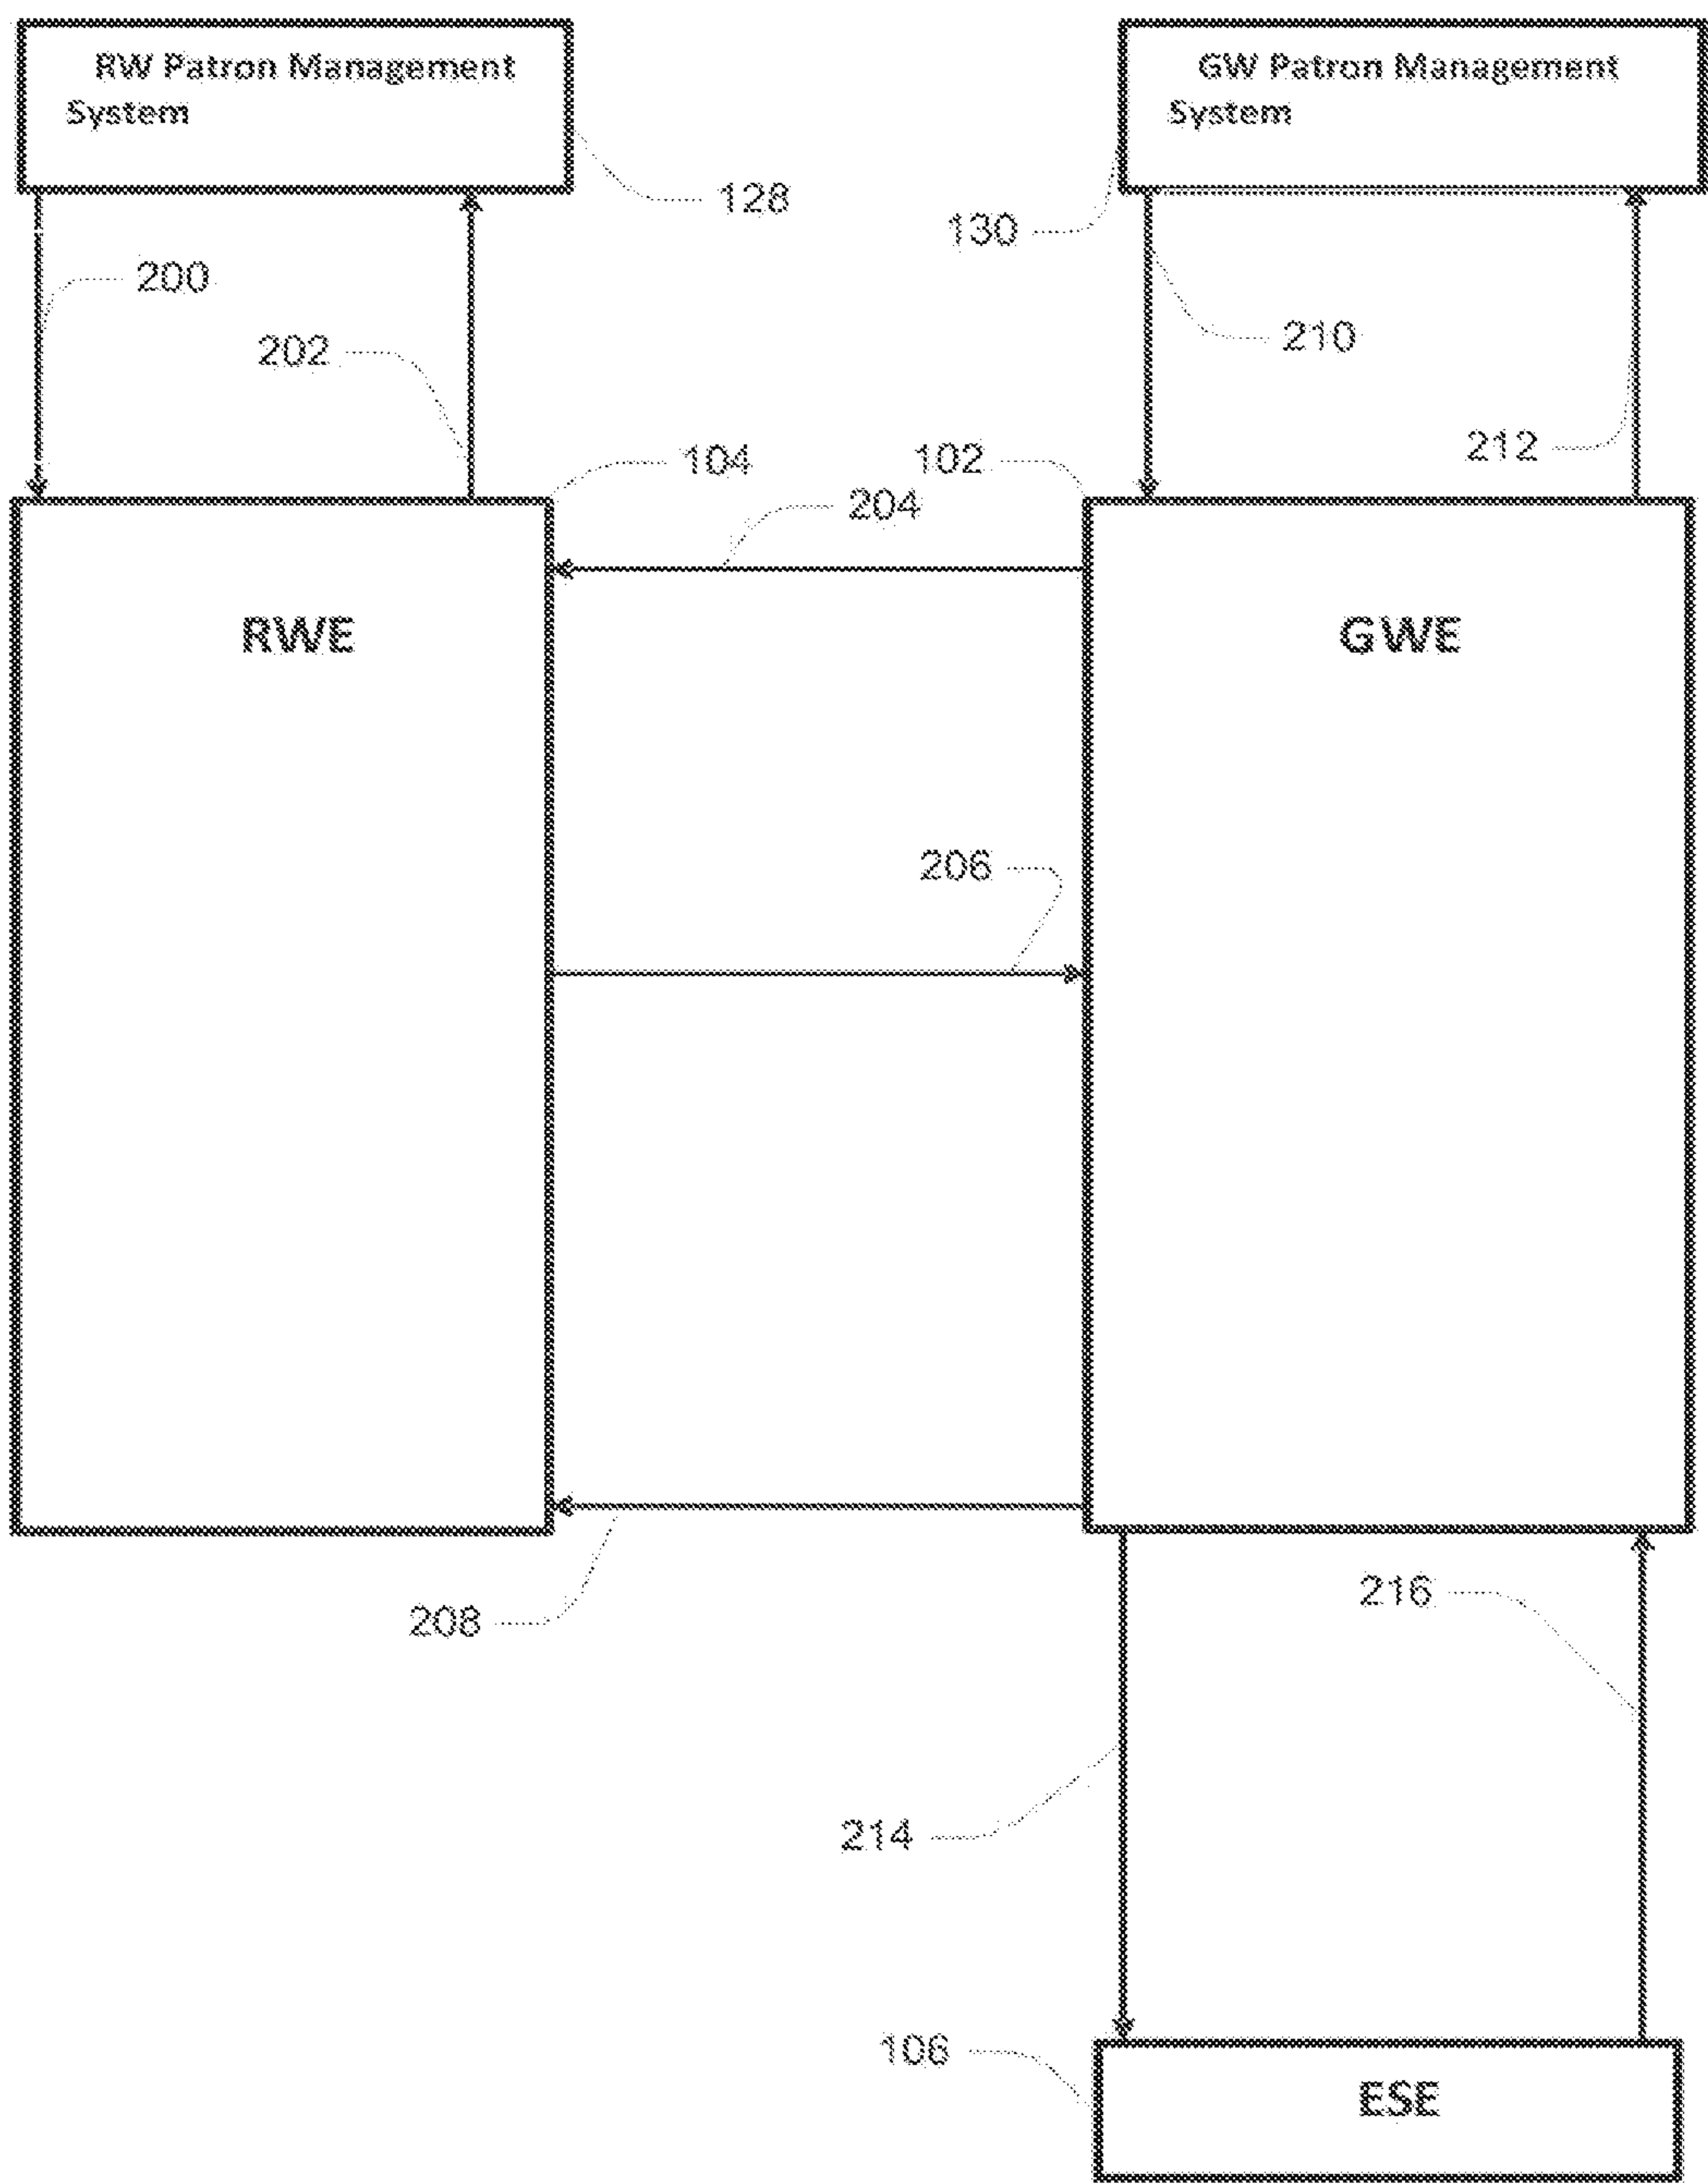 RW Patron Management
System
GW Patron Management
System
128
130
200
210
202
212
104
102
204
RWE
GWE
206
216
208
214
106
ESE